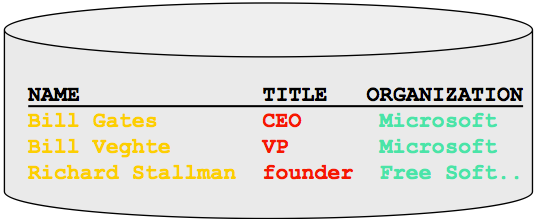 NAME TITLE ORGANIZATION
Bill Gates CEO Microsoft
Bill Veghte VP Microsoft
Richard Stallman founder Free Soft..